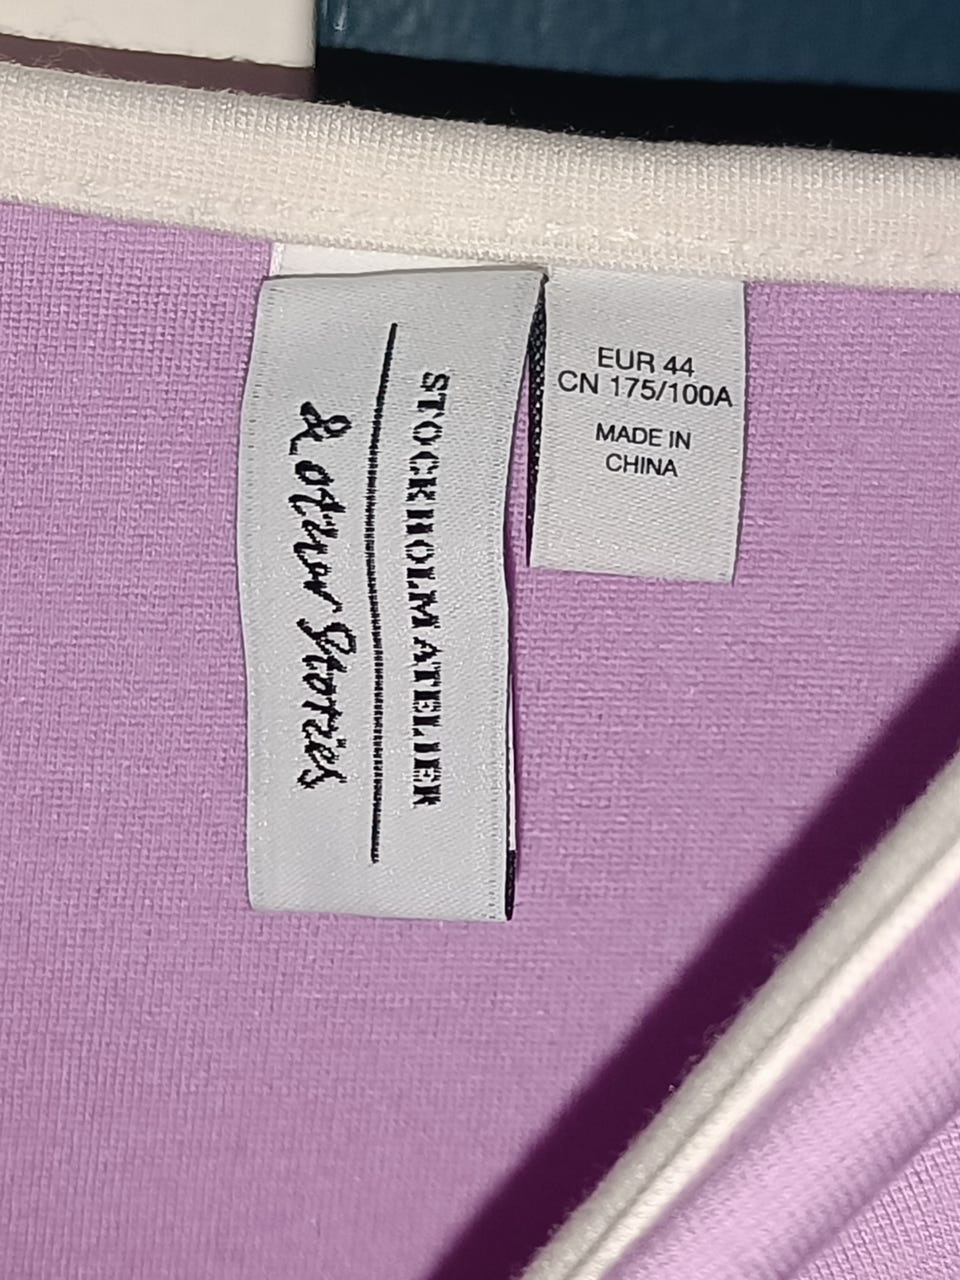 STOCKHOLM ATELIER
& other Stories
EUR 44
CN 175/100A
MADE IN
CHINA